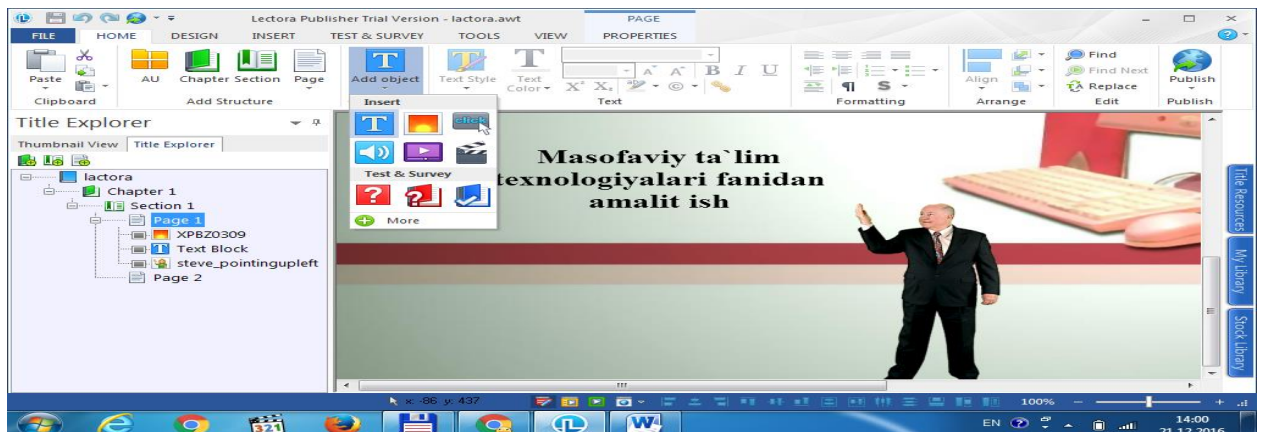 Lectora Publisher Trial Version - lactora.awt
PAGE
FILE HOME DESIGN INSERT TEST & SURVEY TOOLS VIEW PROPERTIES
Paste AU Chapter Section Page Add object Text Style Text Color B I U Align Find
Find Next
Replace
Publish
Clipboard Add Structure Text Formatting Arrange Edit Publish
Insert
Title Explorer
Thumbnail View Title Explorer
click
Test & Survey
More
lactora
Chapter 1
Section 1
Page 1
XPBZ0309
Text Block
steve_pointingupleft
Page 2
Masofaviy ta`lim
texnologiyalari fanidan
amalit ish
Title Resources
My Library
Stock Library
x: -86 y: 437
100%
EN
14:00
21.12.2016